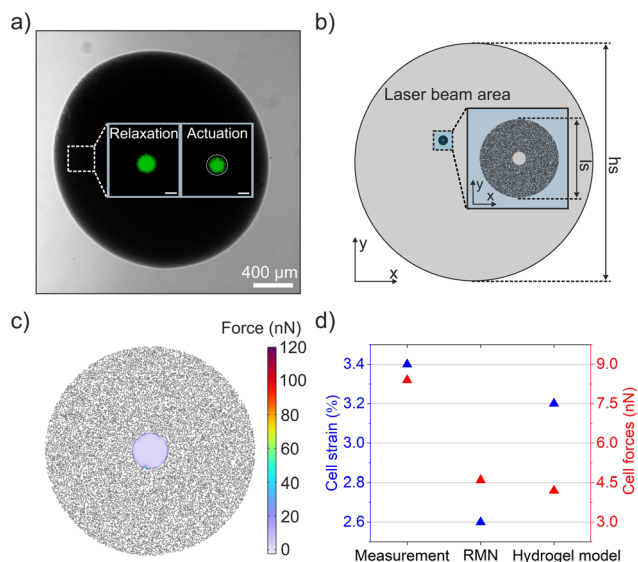 a)
Relaxation
Actuation
400 µm
b)
Laser beam area
y
x
ls
hs
y
x
c)
Force (nN)
120
100
80
60
40
20
0
d)
Cell strain (%)
3.4
3.2
3.0
2.8
2.6
9.0
7.5
6.0
4.5
3.0
Cell forces (nN)
Measurement
RMN
Hydrogel model